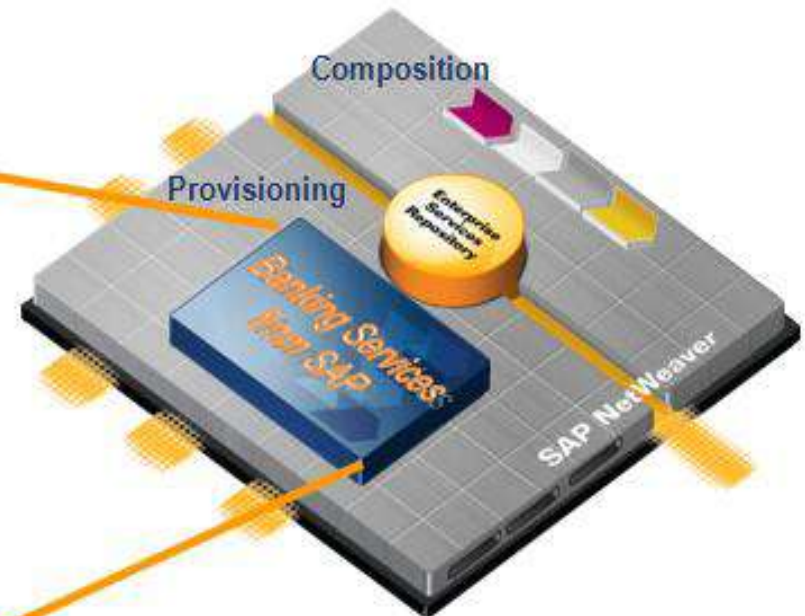 Composition
Provisioning
Enterprise
Services
Repository
Banking Services
from SAP
SAP NetWeaver